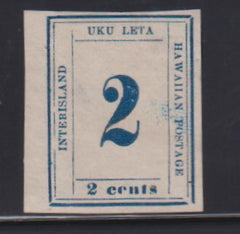 UKU LETA
INTERISLAND
HAWAIIAN POSTAGE
2
2 cents